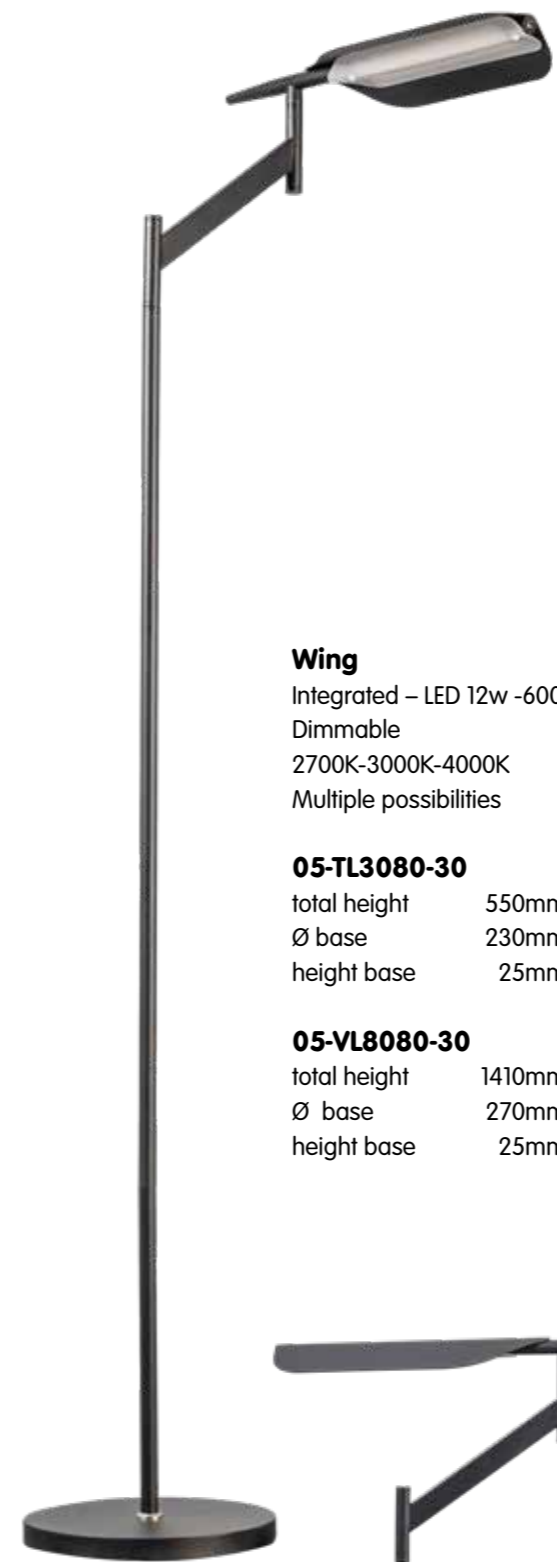 Wing
Integrated – LED 12w -600
Dimmable
2700K-3000K-4000K
Multiple possibilities
05-TL3080-30
total height 550mm
Ø base 230mm
height base 25mm
05-VL8080-30
total height 1410mm
Ø base 270mm
height base 25mm